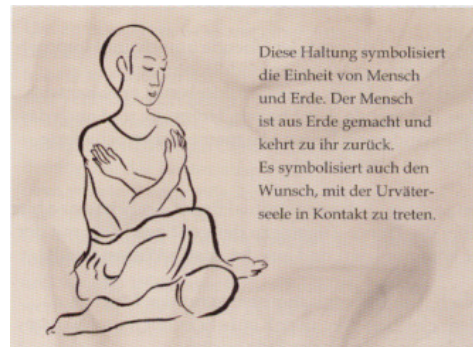 Diese Haltung symbolisiert
die Einheit von Mensch
und Erde. Der Mensch
ist aus Erde gemacht und
kehrt zu ihr zurück.
Es symbolisiert auch den
Wunsch, mit der Urväter-
seele in Kontakt zu treten.